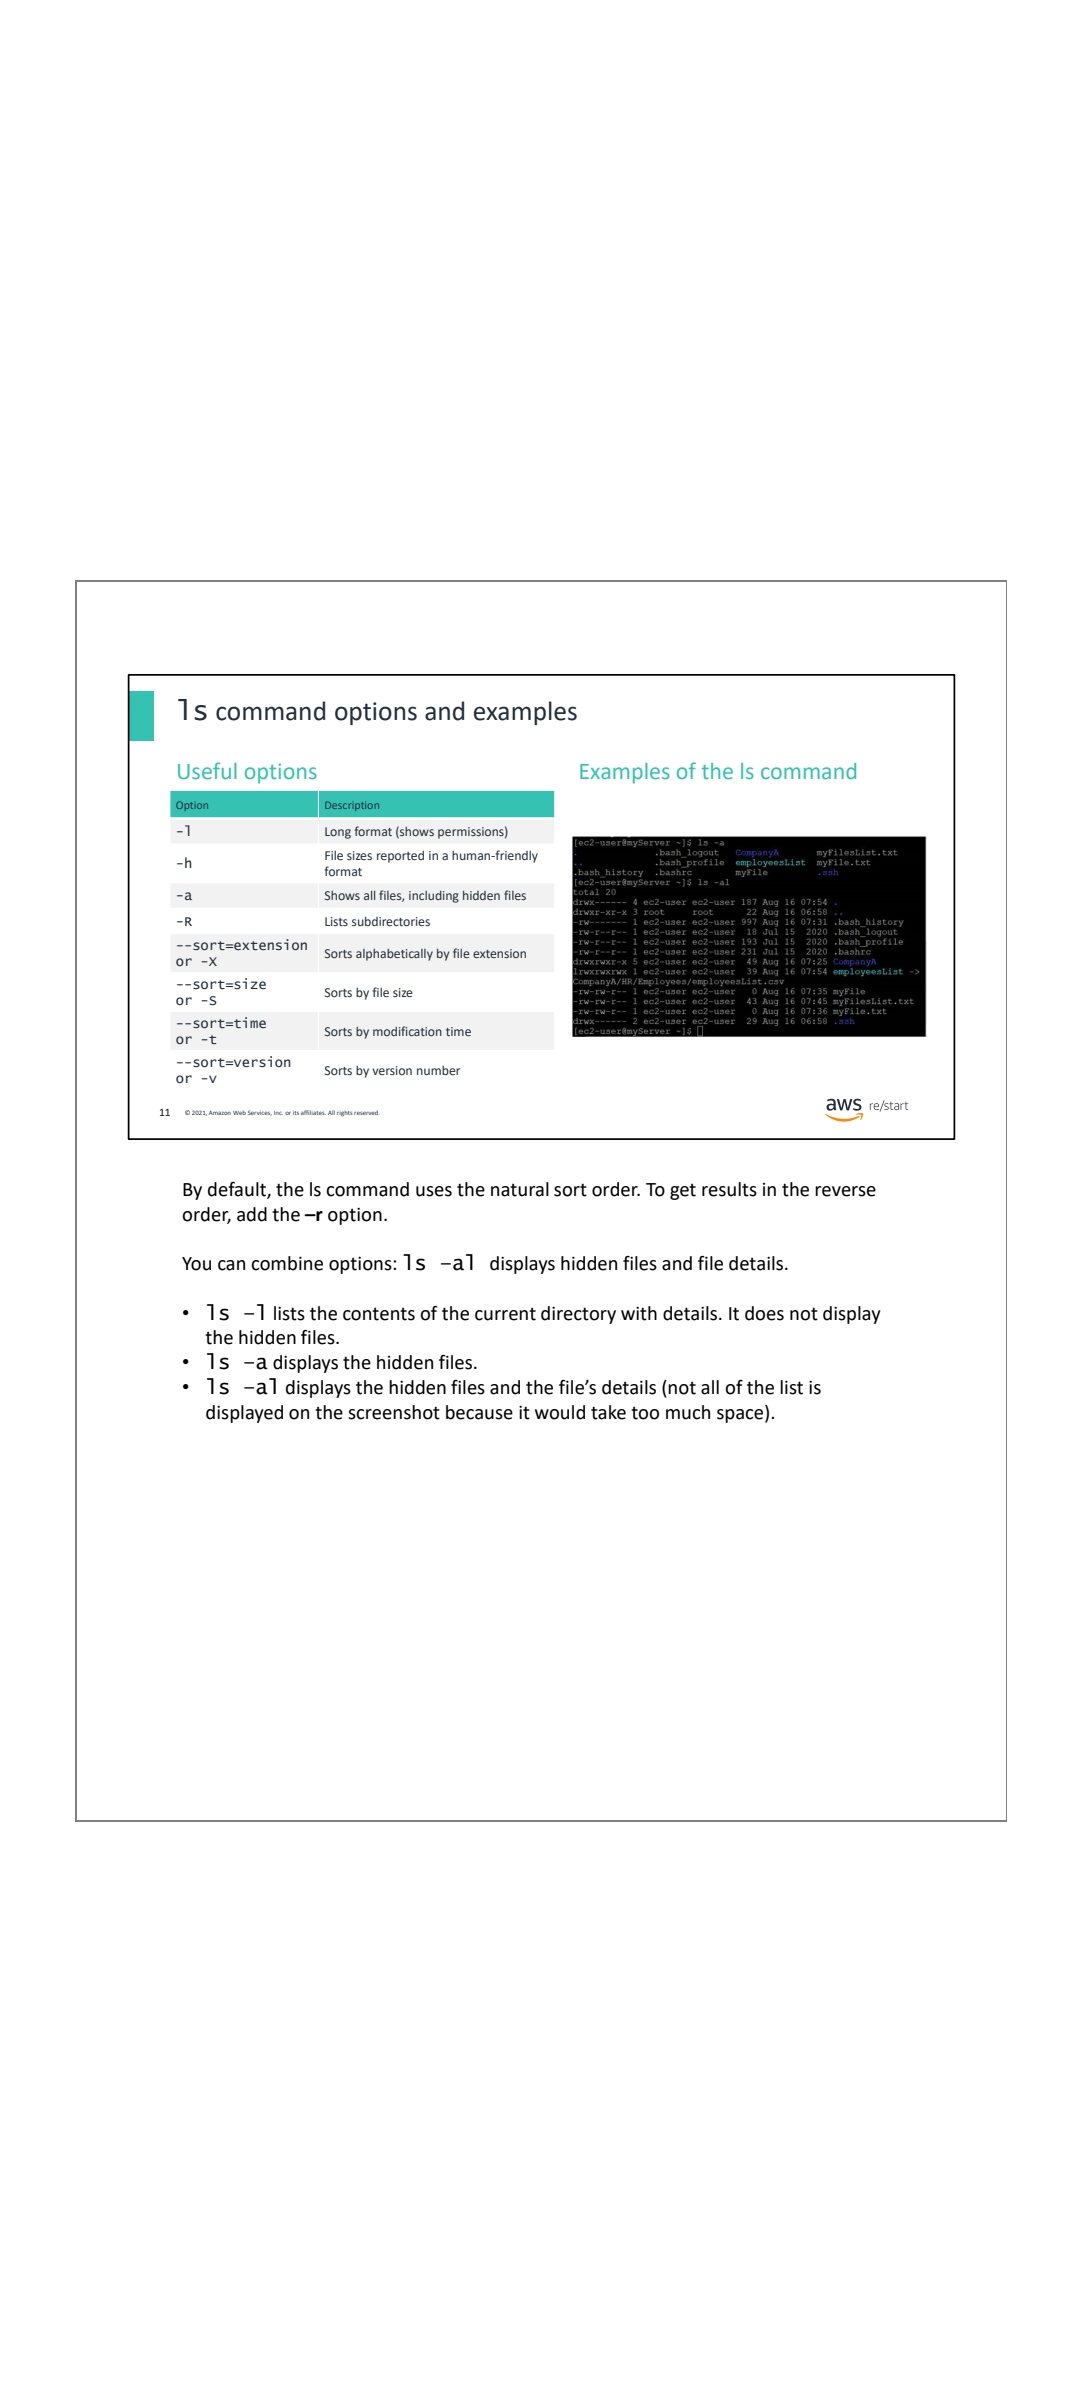 ls command options and examples
Useful options
Option Description
-l Long format (shows permissions)
-h File sizes reported in a human-friendly
format
-a Shows all files, including hidden files
-R Lists subdirectories
--sort=extension
or -X Sorts alphabetically by file extension
--sort=size
or -S Sorts by file size
--sort=time
or -t Sorts by modification time
--sort=version
or -v Sorts by version number
Examples of the ls command
[ec2-user@myServer ~]$ ls -a
. .bash_logout CompanyA myFilesList.txt
.. .bash_profile employeesList myFile.txt
.bash_history .bashrc myFile .ssh
[ec2-user@myServer ~]$ ls -al
total 20
drwx------ 4 ec2-user ec2-user 187 Aug 16 07:54 .
drwxr-xr-x 3 root root 22 Aug 16 06:58 ..
-rw------- 1 ec2-user ec2-user 997 Aug 16 07:31 .bash_history
-rw-r--r-- 1 ec2-user ec2-user 18 Jul 15 2020 .bash_logout
-rw-r--r-- 1 ec2-user ec2-user 193 Jul 15 2020 .bash_profile
-rw-r--r-- 1 ec2-user ec2-user 231 Jul 15 2020 .bashrc
drwxrwxr-x 5 ec2-user ec2-user 49 Aug 16 07:25 CompanyA
lrwxrwxrwx 1 ec2-user ec2-user 39 Aug 16 07:54 employeesList ->
CompanyA/HR/Employees/employeesList.csv
-rw-rw-r-- 1 ec2-user ec2-user 0 Aug 16 07:35 myFile
-rw-rw-r-- 1 ec2-user ec2-user 43 Aug 16 07:45 myFilesList.txt
-rw-rw-r-- 1 ec2-user ec2-user 0 Aug 16 07:36 myFile.txt
drwx------ 2 ec2-user ec2-user 29 Aug 16 06:58 .ssh
[ec2-user@myServer ~]$
11 © 2021, Amazon Web Services, Inc. or its affiliates. All rights reserved.
aws re/start
By default, the ls command uses the natural sort order. To get results in the reverse
order, add the –r option.
You can combine options: ls –al displays hidden files and file details.
• ls –l lists the contents of the current directory with details. It does not display
the hidden files.
• ls –a displays the hidden files.
• ls –al displays the hidden files and the file’s details (not all of the list is
displayed on the screenshot because it would take too much space).